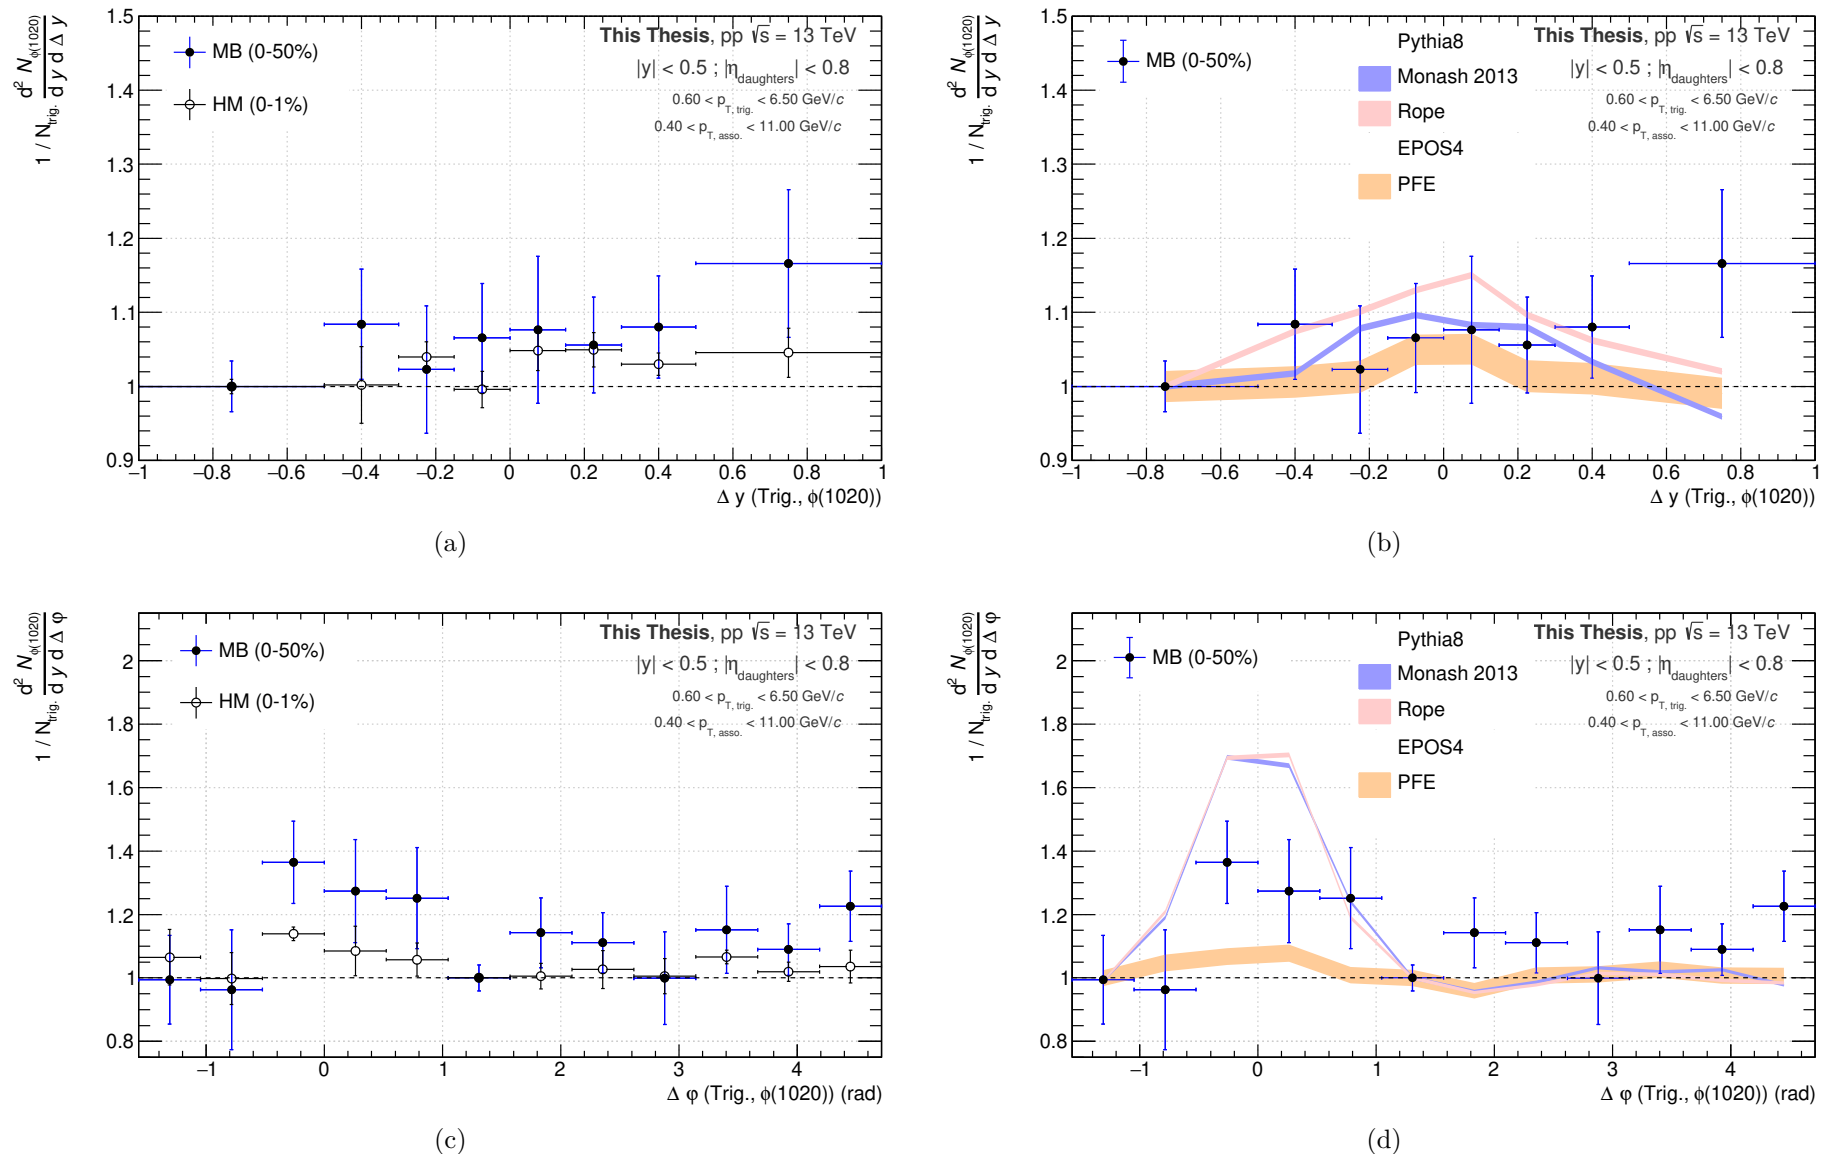 1 / N_trig. d² N_ϕ(1020) / d y d Δ y
1.5
1.4
1.3
1.2
1.1
1
0.9
MB (0-50%)
HM (0-1%)
This Thesis, pp √s = 13 TeV
|y| < 0.5 ; |η_daughters| < 0.8
0.60 < p_T, trig. < 6.50 GeV/c
0.40 < p_T, asso. < 11.00 GeV/c
−1 −0.8 −0.6 −0.4 −0.2 0 0.2 0.4 0.6 0.8 1
Δ y (Trig., ϕ(1020))
(a)
1 / N_trig. d² N_ϕ(1020) / d y d Δ y
1.5
1.4
1.3
1.2
1.1
1
0.9
MB (0-50%)
Pythia8
Monash 2013
Rope
EPOS4
PFE
This Thesis, pp √s = 13 TeV
|y| < 0.5 ; |η_daughters| < 0.8
0.60 < p_T, trig. < 6.50 GeV/c
0.40 < p_T, asso. < 11.00 GeV/c
−1 −0.8 −0.6 −0.4 −0.2 0 0.2 0.4 0.6 0.8 1
Δ y (Trig., ϕ(1020))
(b)
1 / N_trig. d² N_ϕ(1020) / d y d Δ φ
2
1.8
1.6
1.4
1.2
1
0.8
MB (0-50%)
HM (0-1%)
This Thesis, pp √s = 13 TeV
|y| < 0.5 ; |η_daughters| < 0.8
0.60 < p_T, trig. < 6.50 GeV/c
0.40 < p_T, asso. < 11.00 GeV/c
−1 0 1 2 3 4
Δ φ (Trig., ϕ(1020)) (rad)
(c)
1 / N_trig. d² N_ϕ(1020) / d y d Δ φ
2
1.8
1.6
1.4
1.2
1
0.8
MB (0-50%)
Pythia8
Monash 2013
Rope
EPOS4
PFE
This Thesis, pp √s = 13 TeV
|y| < 0.5 ; |η_daughters| < 0.8
0.60 < p_T, trig. < 6.50 GeV/c
0.40 < p_T, asso. < 11.00 GeV/c
−1 0 1 2 3 4
Δ φ (Trig., ϕ(1020)) (rad)
(d)